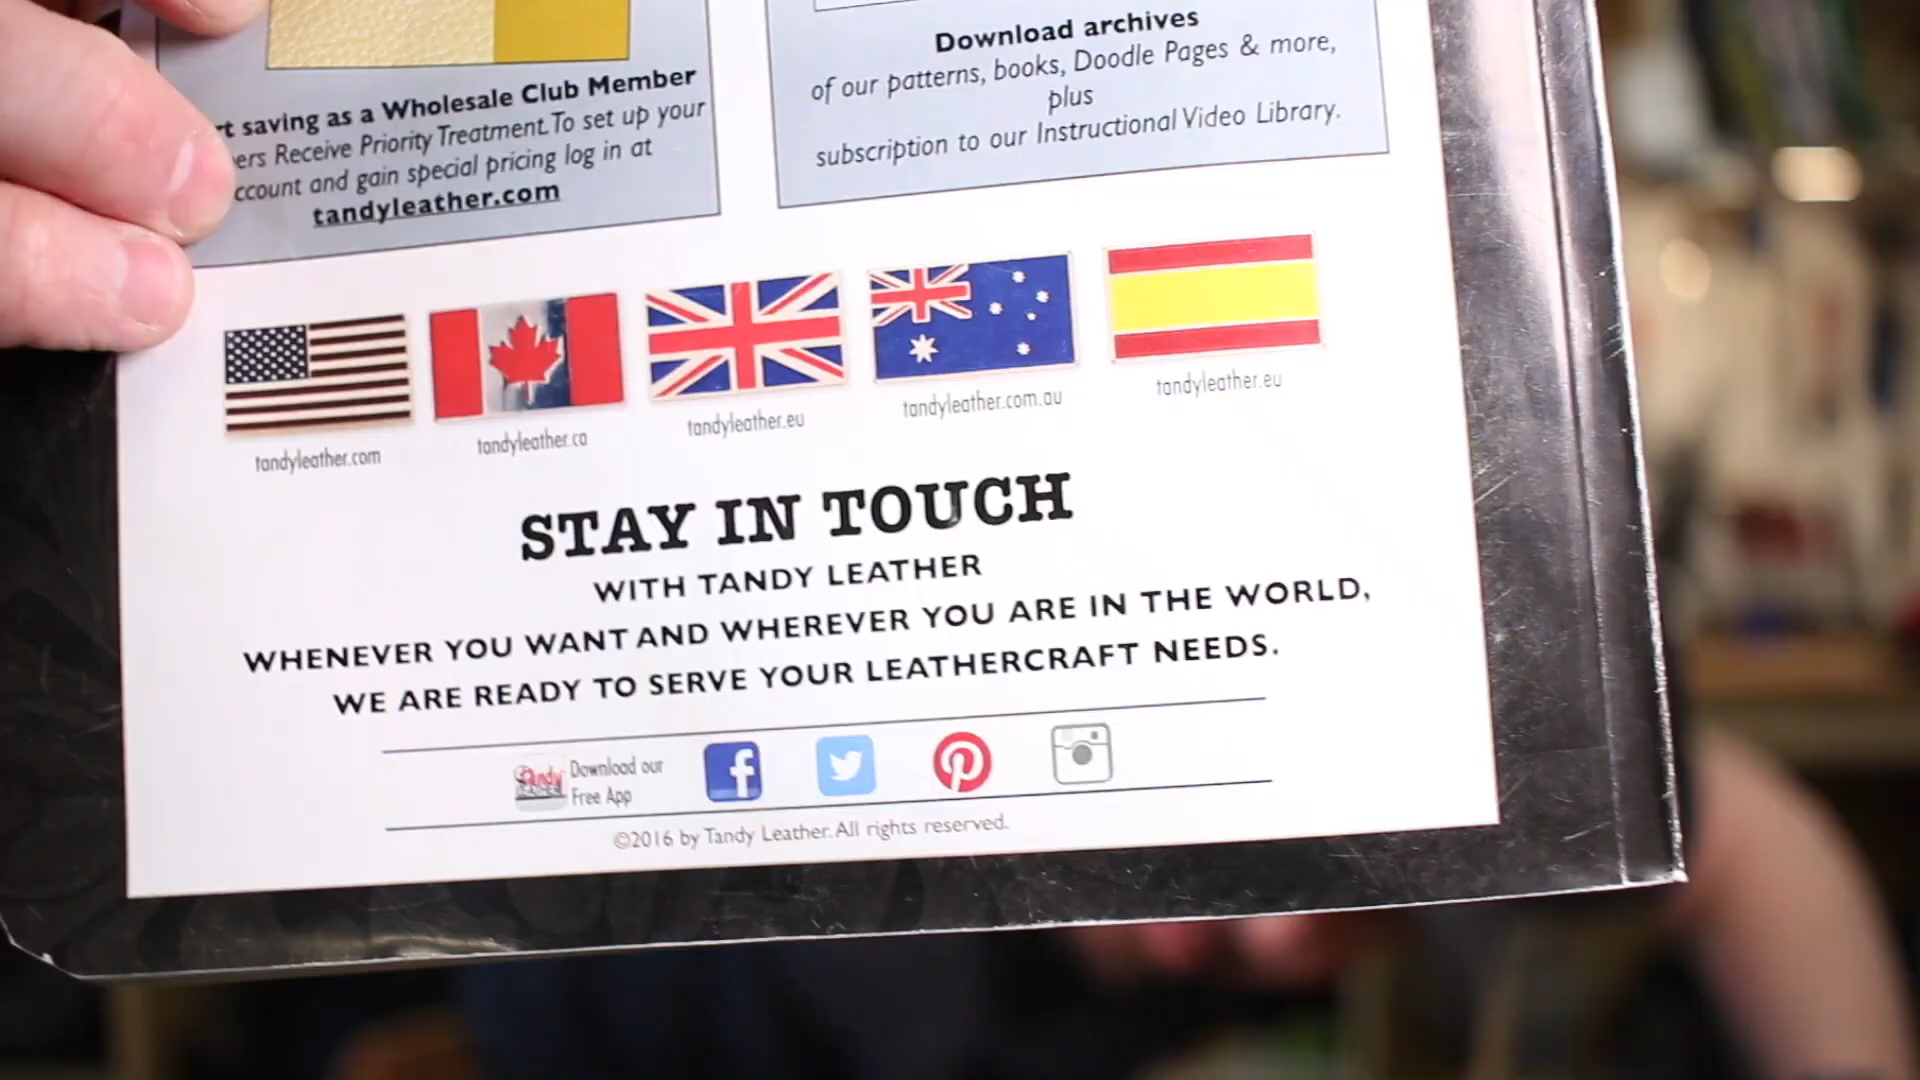 saving as a Wholesale Club Member
Receive Priority Treatment. To set up your
and gain special pricing log in at
tandyleather.com
Download archives
of our patterns, books, Doodle Pages & more,
plus
subscription to our Instructional Video Library.
tandyleather.com
tandyleather.ca
tandyleather.eu
tandyleather.com.au
tandyleather.eu
STAY IN TOUCH
WITH TANDY LEATHER
WHENEVER YOU WANT AND WHEREVER YOU ARE IN THE WORLD,
WE ARE READY TO SERVE YOUR LEATHERCRAFT NEEDS.
Tandy
LEATHER
Download our
Free App
©2016 by Tandy Leather. All rights reserved.